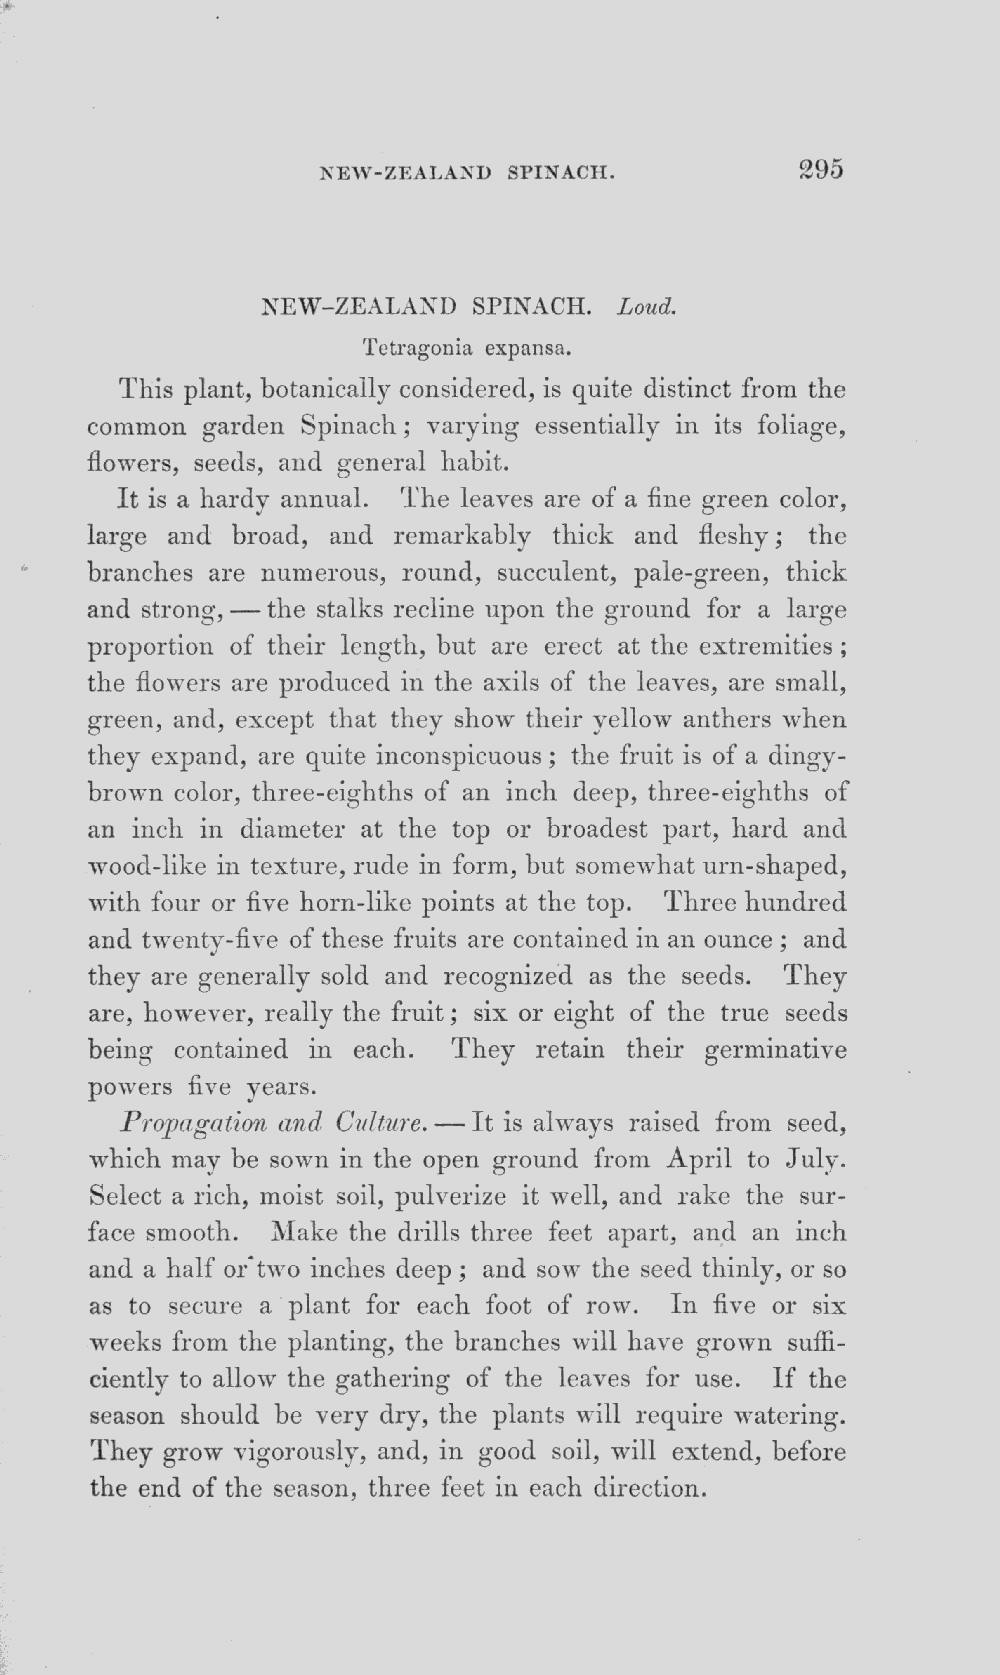 NEW-ZEALAND SPINACH. 295
NEW-ZEALAND SPINACH. Loud.
Tetragonia expansa.
This plant, botanically considered, is quite distinct from the
common garden Spinach; varying essentially in its foliage,
flowers, seeds, and general habit.
It is a hardy annual. The leaves are of a fine green color,
large and broad, and remarkably thick and fleshy; the
branches are numerous, round, succulent, pale-green, thick
and strong, — the stalks recline upon the ground for a large
proportion of their length, but are erect at the extremities;
the flowers are produced in the axils of the leaves, are small,
green, and, except that they show their yellow anthers when
they expand, are quite inconspicuous; the fruit is of a dingy-
brown color, three-eighths of an inch deep, three-eighths of
an inch in diameter at the top or broadest part, hard and
wood-like in texture, rude in form, but somewhat urn-shaped,
with four or five horn-like points at the top. Three hundred
and twenty-five of these fruits are contained in an ounce; and
they are generally sold and recognized as the seeds. They
are, however, really the fruit; six or eight of the true seeds
being contained in each. They retain their germinative
powers five years.
Propagation and Culture. — It is always raised from seed,
which may be sown in the open ground from April to July.
Select a rich, moist soil, pulverize it well, and rake the sur-
face smooth. Make the drills three feet apart, and an inch
and a half or two inches deep; and sow the seed thinly, or so
as to secure a plant for each foot of row. In five or six
weeks from the planting, the branches will have grown suffi-
ciently to allow the gathering of the leaves for use. If the
season should be very dry, the plants will require watering.
They grow vigorously, and, in good soil, will extend, before
the end of the season, three feet in each direction.